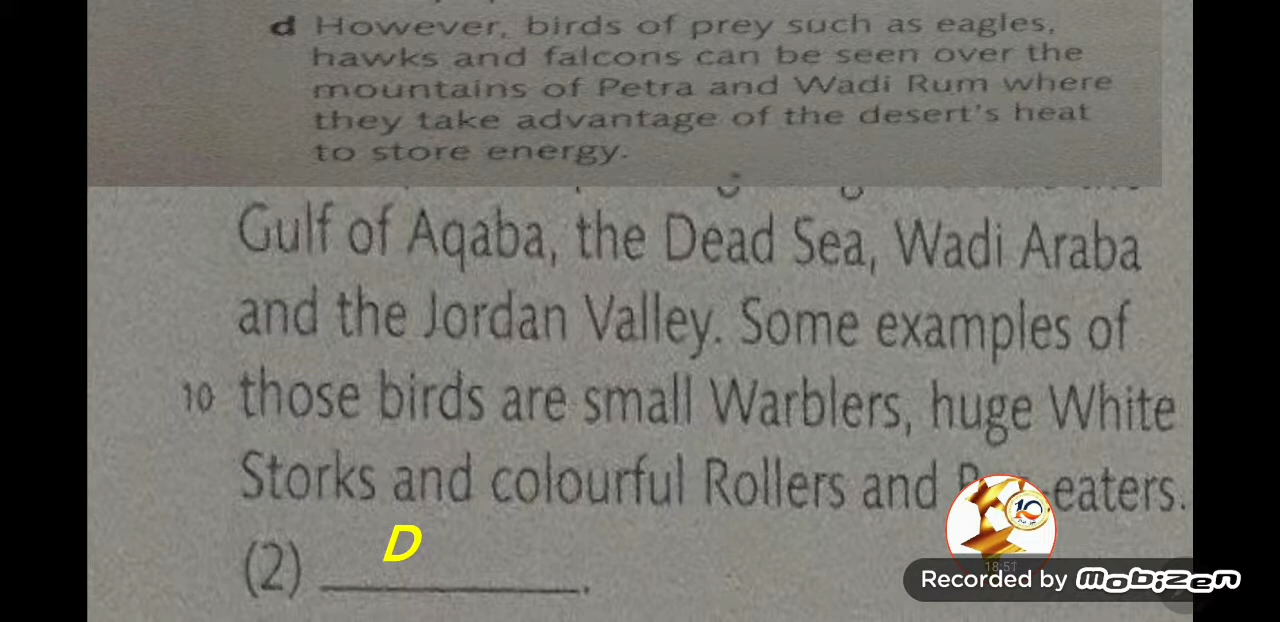 d However, birds of prey such as eagles,
hawks and falcons can be seen over the
mountains of Petra and Wadi Rum where
they take advantage of the desert's heat
to store energy.
Gulf of Aqaba, the Dead Sea, Wadi Araba
and the Jordan Valley. Some examples of
10 those birds are small Warblers, huge White
Storks and colourful Rollers and eaters.
(2) D .
10
18:51
Recorded by Mobizen